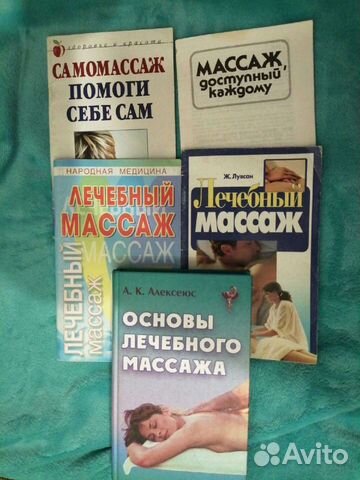 здоровье и красота
САМОМАССАЖ
ПОМОГИ
СЕБЕ САМ
МАССАЖ,
доступный
каждому
НАРОДНАЯ МЕДИЦИНА
ЛЕЧЕБНЫЙ
МАССАЖ
МАССАЖ
ЛЕЧЕБНЫЙ
массаж
Ж. Лувсан
Лечебный
массаж
А. К. Алексеюс
ОСНОВЫ
ЛЕЧЕБНОГО
МАССАЖА
Avito